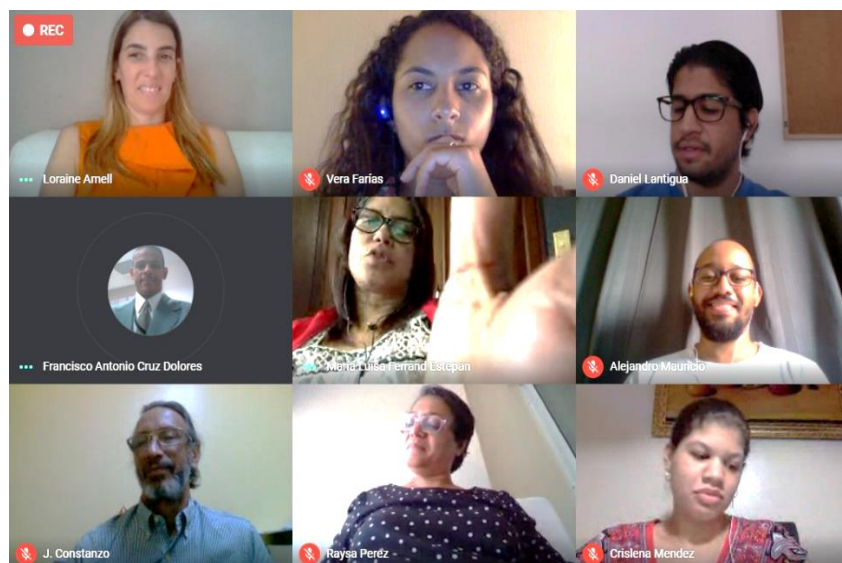 REC
Loraine Amell
Vera Farías
Daniel Lantigua
Francisco Antonio Cruz Dolores
María Luisa Ferrand Estepan
Alejandro Mauricio
J. Constanzo
Raysa Peréz
Crislena Mendez